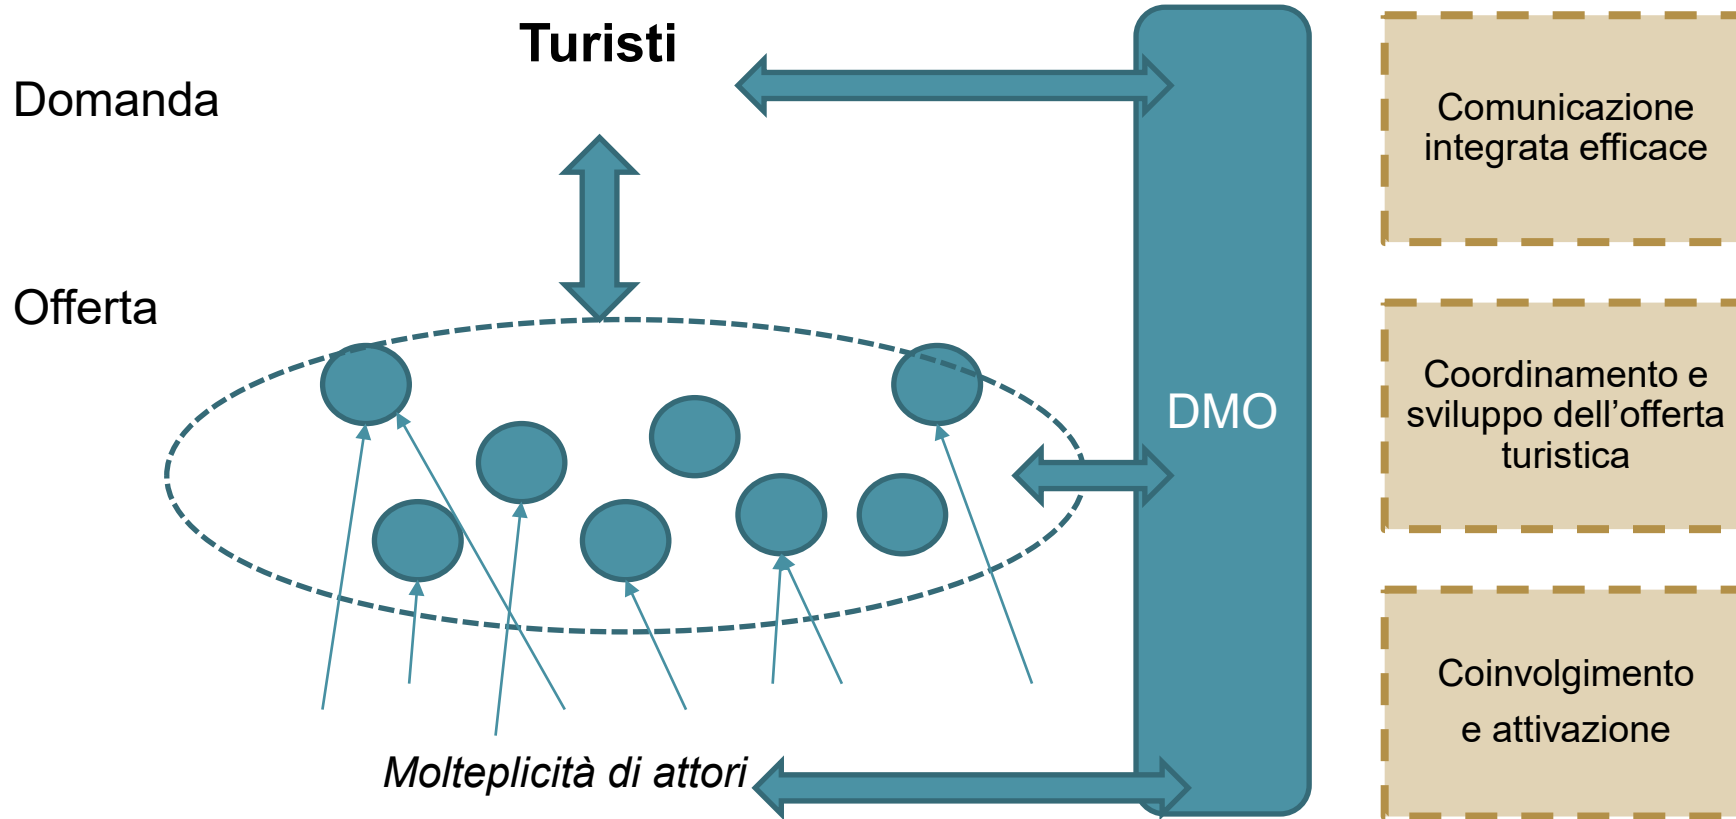 Turisti
Domanda
Offerta
DMO
Molteplicità di attori
Comunicazione
integrata efficace
Coordinamento e
sviluppo dell’offerta
turistica
Coinvolgimento
e attivazione